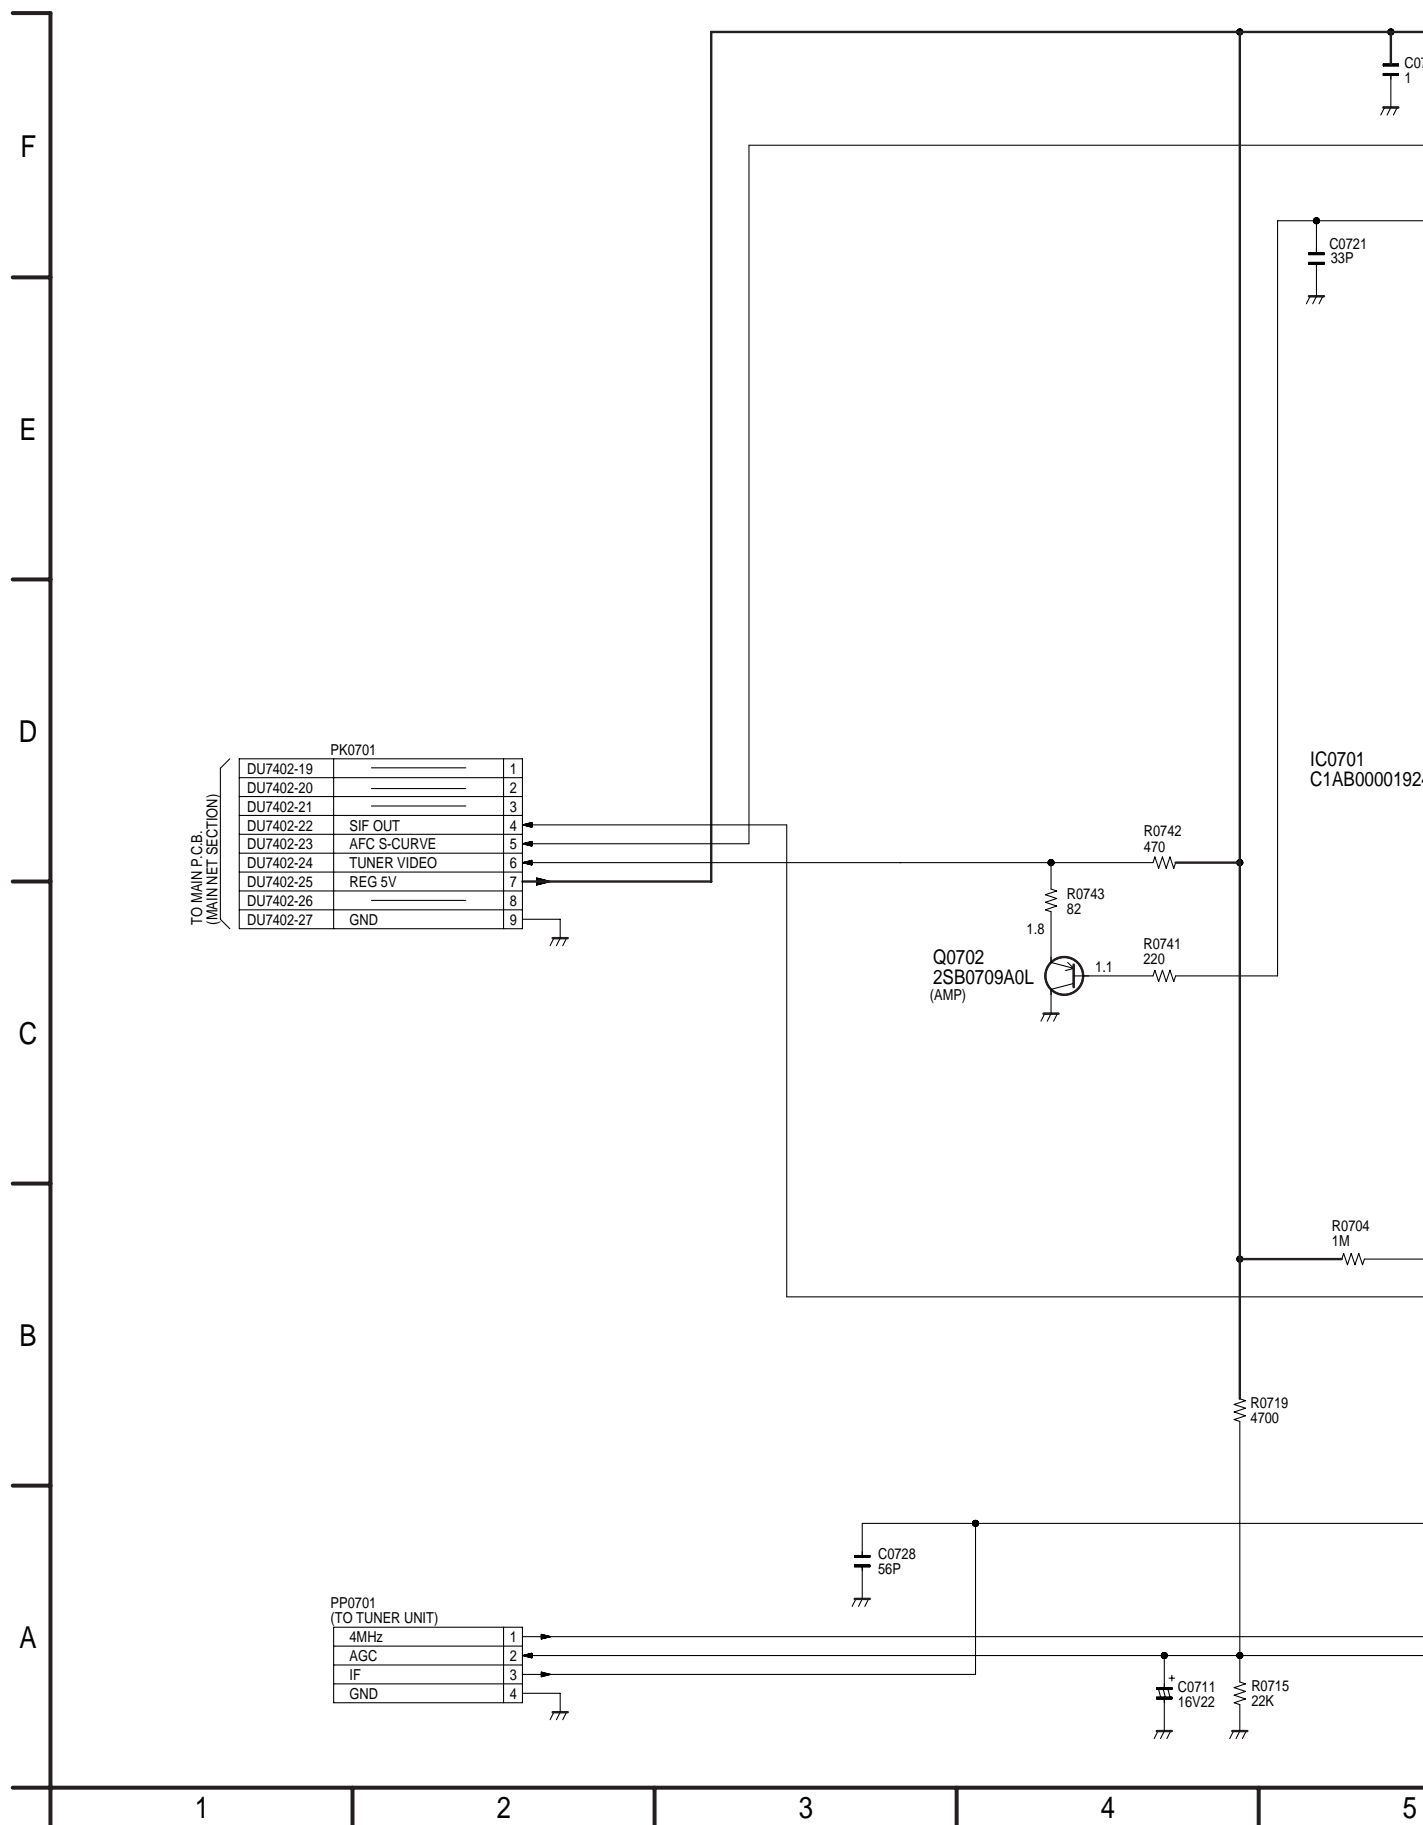 C07
1
F
C0721
33P
E
D
IC0701
C1AB00001924
PK0701
TO MAIN P.C.B.
(MAIN NET SECTION)
DU7402-19 1
DU7402-20 2
DU7402-21 3
DU7402-22 SIF OUT 4
DU7402-23 AFC S-CURVE 5
DU7402-24 TUNER VIDEO 6
DU7402-25 REG 5V 7
DU7402-26 8
DU7402-27 GND 9
R0742
470
R0743
82
1.8
Q0702
2SB0709A0L
(AMP)
1.1
R0741
220
C
R0704
1M
B
R0719
4700
C0728
56P
A
PP0701
(TO TUNER UNIT)
4MHz 1
AGC 2
IF 3
GND 4
+
C0711
16V22
R0715
22K
1 2 3 4 5